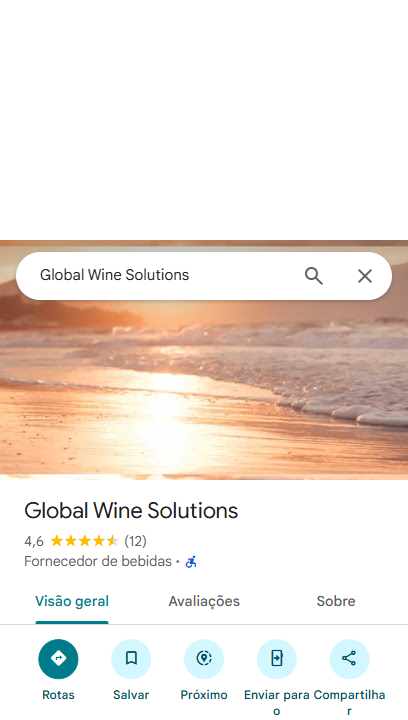 Global Wine Solutions
Global Wine Solutions
4,6 (12)
Fornecedor de bebidas ·
Visão geral Avaliações Sobre
Rotas Salvar Próximo Enviar para o Compartilhar